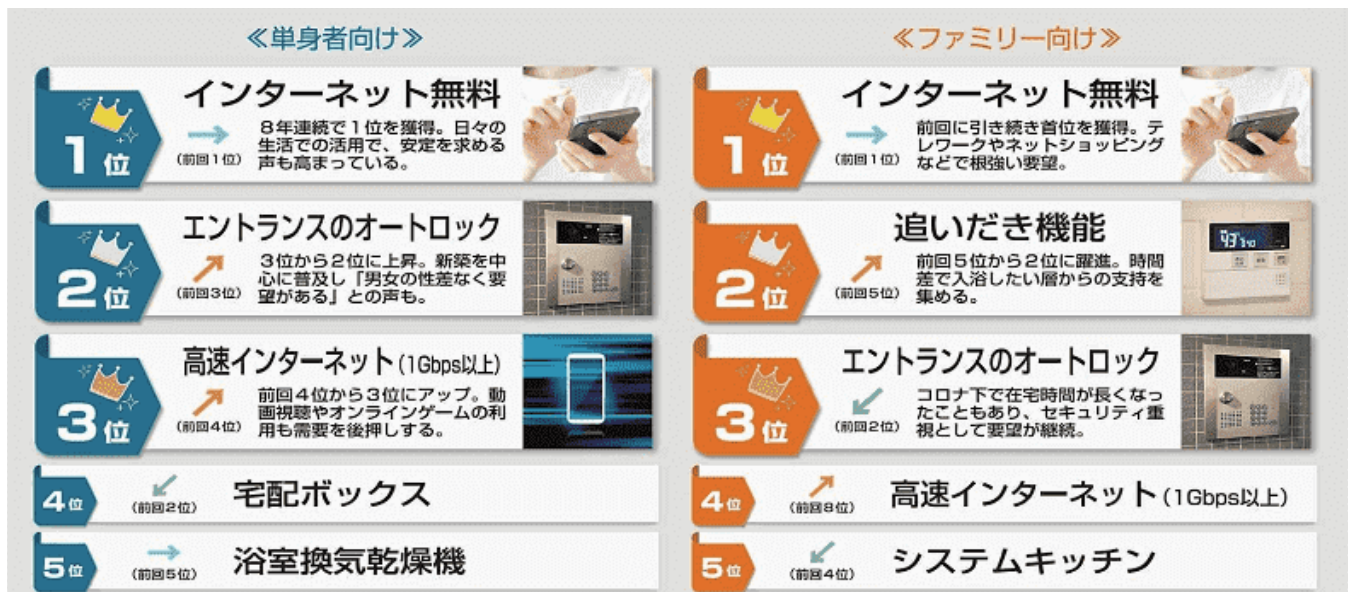 ≪単身者向け≫
1位
インターネット無料
(前回1位)
8年連続で1位を獲得。日々の
生活での活用で、安定を求める
声も高まっている。
2位
エントランスのオートロック
(前回3位)
3位から2位に上昇。新築を中
心に普及し「男女の性差なく要
望がある」との声も。
3位
高速インターネット(1Gbps以上)
(前回4位)
前回4位から3位にアップ。動
画視聴やオンラインゲームの利
用も需要を後押しする。
4位
(前回2位)
宅配ボックス
5位
(前回5位)
浴室換気乾燥機
≪ファミリー向け≫
1位
インターネット無料
(前回1位)
前回に引き続き首位を獲得。テ
レワークやネットショッピング
などで根強い要望。
2位
追いだき機能
(前回5位)
前回5位から2位に躍進。時間
差で入浴したい層からの支持を
集める。
3位
エントランスのオートロック
(前回2位)
コロナ下で在宅時間が長くなっ
たこともあり、セキュリティ重
視として要望が継続。
4位
(前回8位)
高速インターネット(1Gbps以上)
5位
(前回4位)
システムキッチン